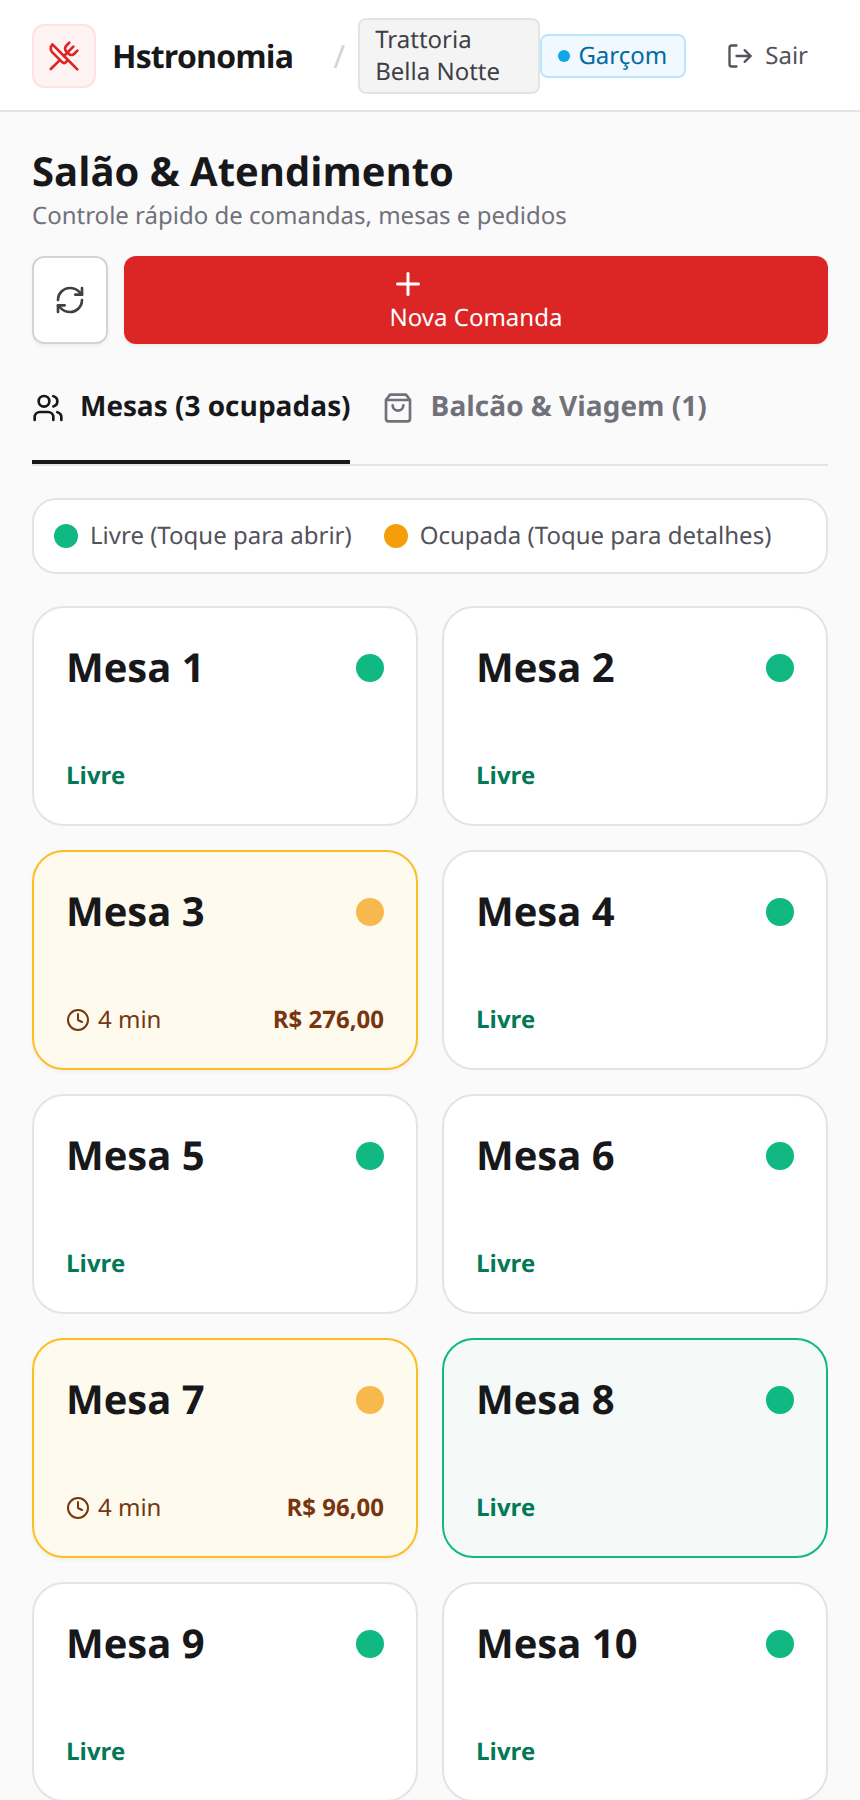 Hstronomia / Trattoria
Bella Notte
Garçom
Sair
Salão & Atendimento
Controle rápido de comandas, mesas e pedidos
Nova Comanda
Mesas (3 ocupadas)
Balcão & Viagem (1)
Livre (Toque para abrir)
Ocupada (Toque para detalhes)
Mesa 1
Livre
Mesa 2
Livre
Mesa 3
4 min
R$ 276,00
Mesa 4
Livre
Mesa 5
Livre
Mesa 6
Livre
Mesa 7
4 min
R$ 96,00
Mesa 8
Livre
Mesa 9
Livre
Mesa 10
Livre